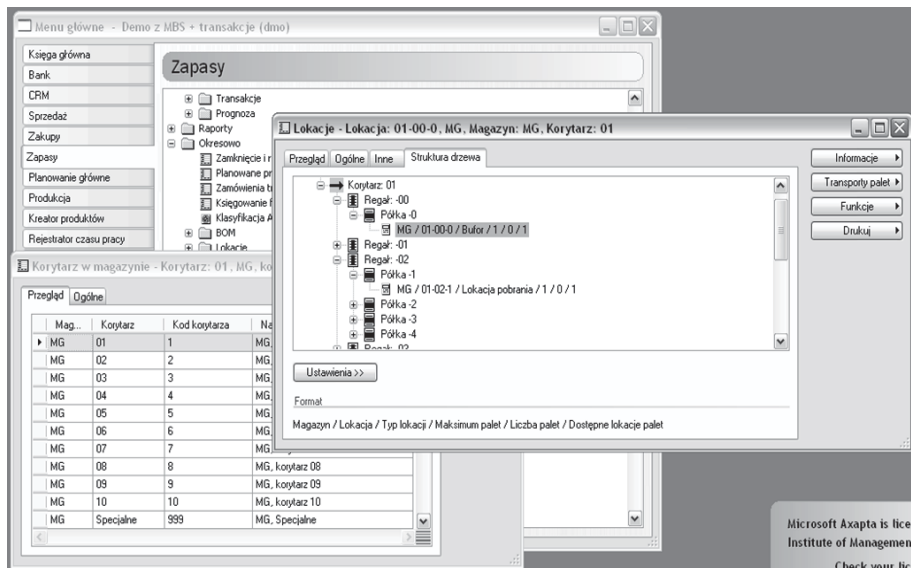 Menu główne - Demo z MBS + transakcje (dmo)
Księga główna
Bank
CRM
Sprzedaż
Zakupy
Zapasy
Planowanie główne
Produkcja
Kreator produktów
Rejestrator czasu pracy
Zapasy
Transakcje
Prognoza
Raporty
Okresowo
Zamknięcie i r
Planowane pr
Zamówienia t
Księgowanie
Klasyfikacja A
BOM
Lokacje
Lokacje - Lokacja: 01-00-0, MG, Magazyn: MG, Korytarz: 01
Przegląd Ogólne Inne Struktura drzewa
Korytarz: 01
Regał: -00
Półka -0
MG / 01-00-0 / Bufor / 1 / 0 / 1
Regał: -01
Regał: -02
Półka -1
MG / 01-02-1 / Lokacja pobrania / 1 / 0 / 1
Półka -2
Półka -3
Półka -4
Regał: -03
Ustawienia >>
Format
Magazyn / Lokacja / Typ lokacji / Maksimum palet / Liczba palet / Dostępne lokacje palet
Informacje
Transporty palet
Funkcje
Drukuj
Korytarz w magazynie - Korytarz: 01, MG, ko
Przegląd Ogólne
Mag... Korytarz Kod korytarza Na
MG 01 1 MG,
MG 02 2 MG,
MG 03 3 MG,
MG 04 4 MG,
MG 05 5 MG,
MG 06 6 MG,
MG 07 7 MG,
MG 08 8 MG, korytarz 08
MG 09 9 MG, korytarz 09
MG 10 10 MG, korytarz 10
MG Specjalne 999 MG, Specjalne
Microsoft Axapta is lice
Institute of Managemen
Check your lic